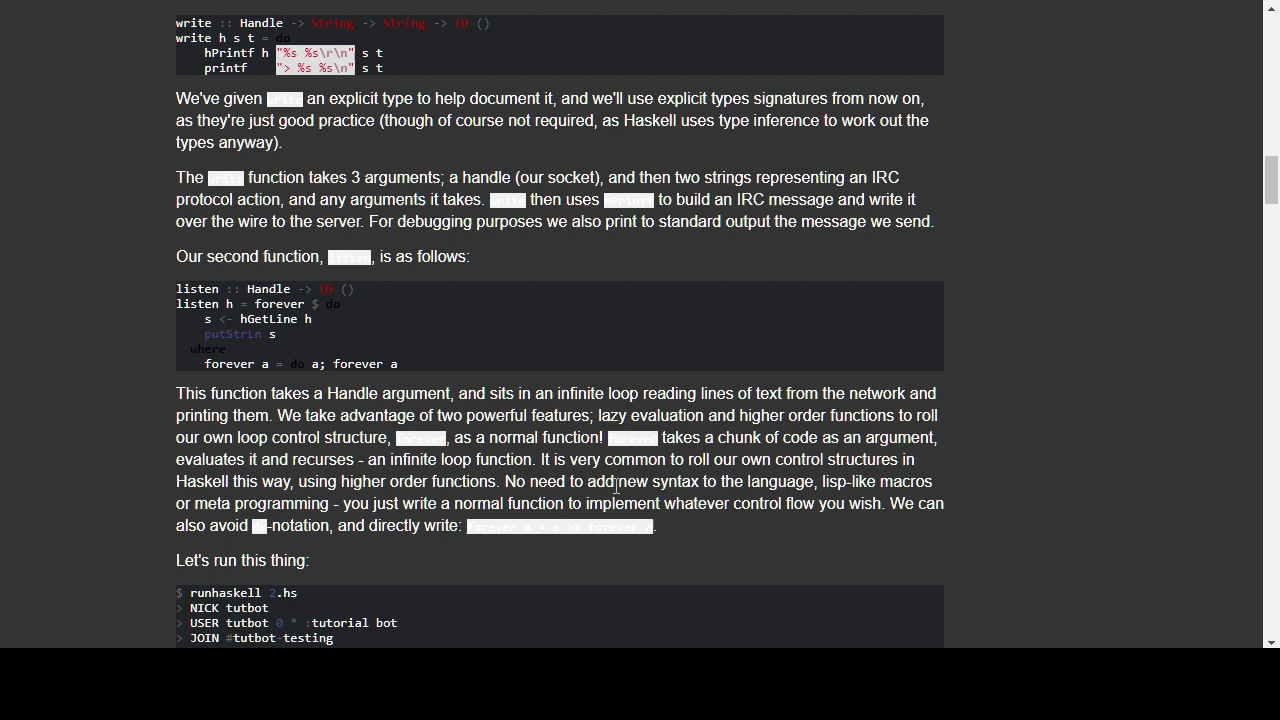 write :: Handle -> String -> String -> IO ()
write h s t = do
    hPrintf h "%s %s\r\n" s t
    printf    "> %s %s\n" s t
We've given write an explicit type to help document it, and we'll use explicit types signatures from now on,
as they're just good practice (though of course not required, as Haskell uses type inference to work out the
types anyway).
The write function takes 3 arguments; a handle (our socket), and then two strings representing an IRC
protocol action, and any arguments it takes. write then uses hPrintf to build an IRC message and write it
over the wire to the server. For debugging purposes we also print to standard output the message we send.
Our second function, listen, is as follows:
listen :: Handle -> IO ()
listen h = forever $ do
    s <- hGetLine h
    putStrLn s
  where
    forever a = do a; forever a
This function takes a Handle argument, and sits in an infinite loop reading lines of text from the network and
printing them. We take advantage of two powerful features; lazy evaluation and higher order functions to roll
our own loop control structure, forever, as a normal function! forever takes a chunk of code as an argument,
evaluates it and recurses - an infinite loop function. It is very common to roll our own control structures in
Haskell this way, using higher order functions. No need to add new syntax to the language, lisp-like macros
or meta programming - you just write a normal function to implement whatever control flow you wish. We can
also avoid do-notation, and directly write: forever a = a >> forever a.
Let's run this thing:
$ runhaskell 2.hs
> NICK tutbot
> USER tutbot 0 * :tutorial bot
> JOIN #tutbot-testing